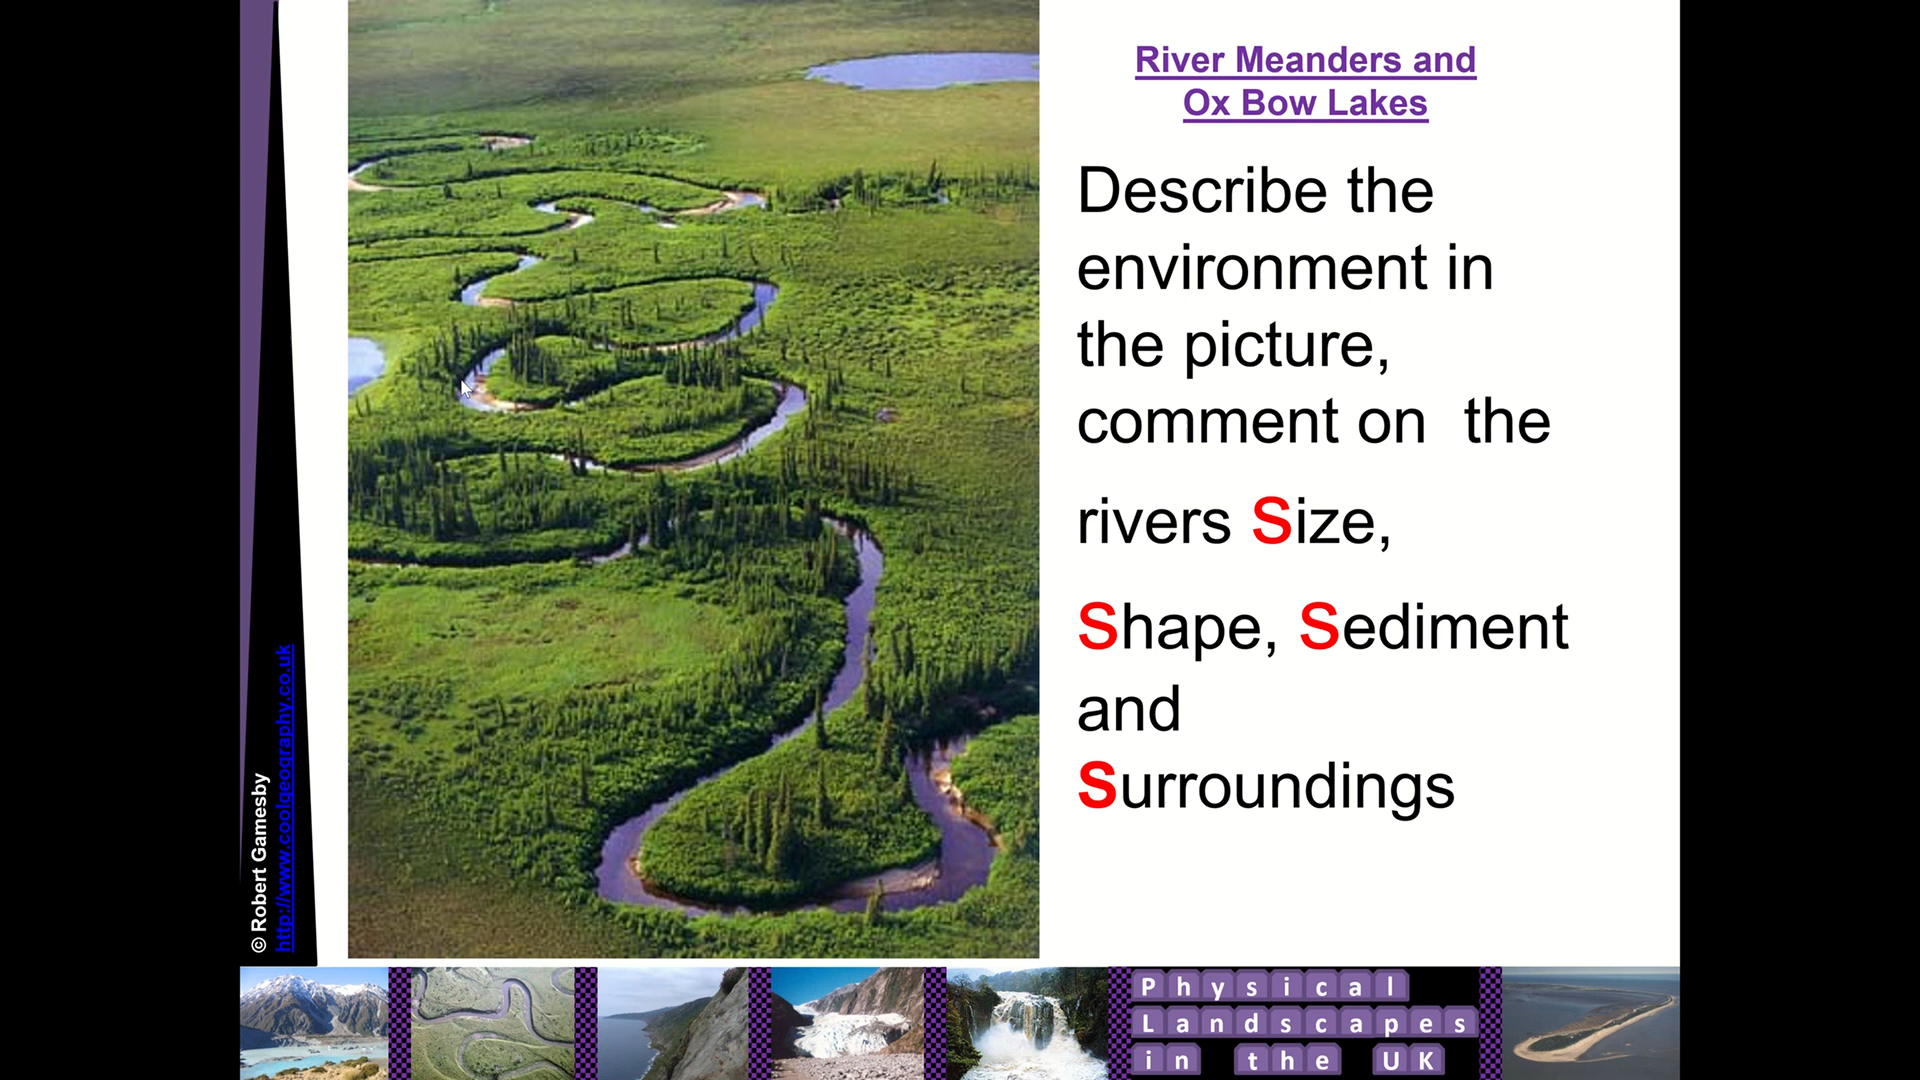 River Meanders and
Ox Bow Lakes
Describe the
environment in
the picture,
comment on  the
rivers Size,
Shape, Sediment
and
Surroundings
© Robert Gamesby
http://www.coolgeography.co.uk
Physical
Landscapes
in the UK